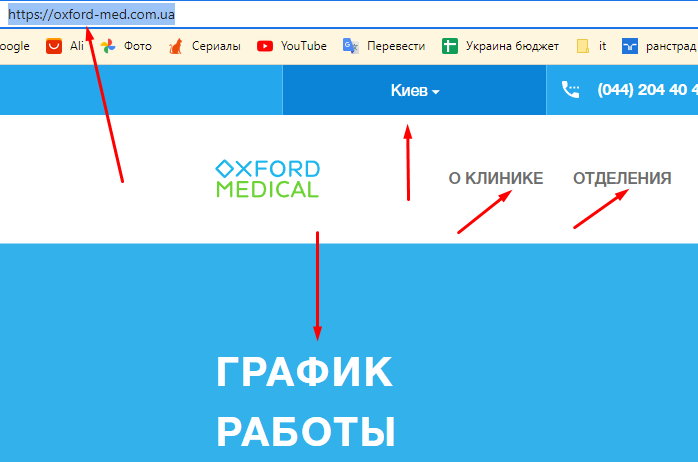 https://oxford-med.com.ua
oogle Ali Фото Сериалы YouTube Перевести Украина бюджет it ранстрад
Киев (044) 204 40 4
OXFORD
MEDICAL
О КЛИНИКЕ ОТДЕЛЕНИЯ
ГРАФИК
РАБОТЫ